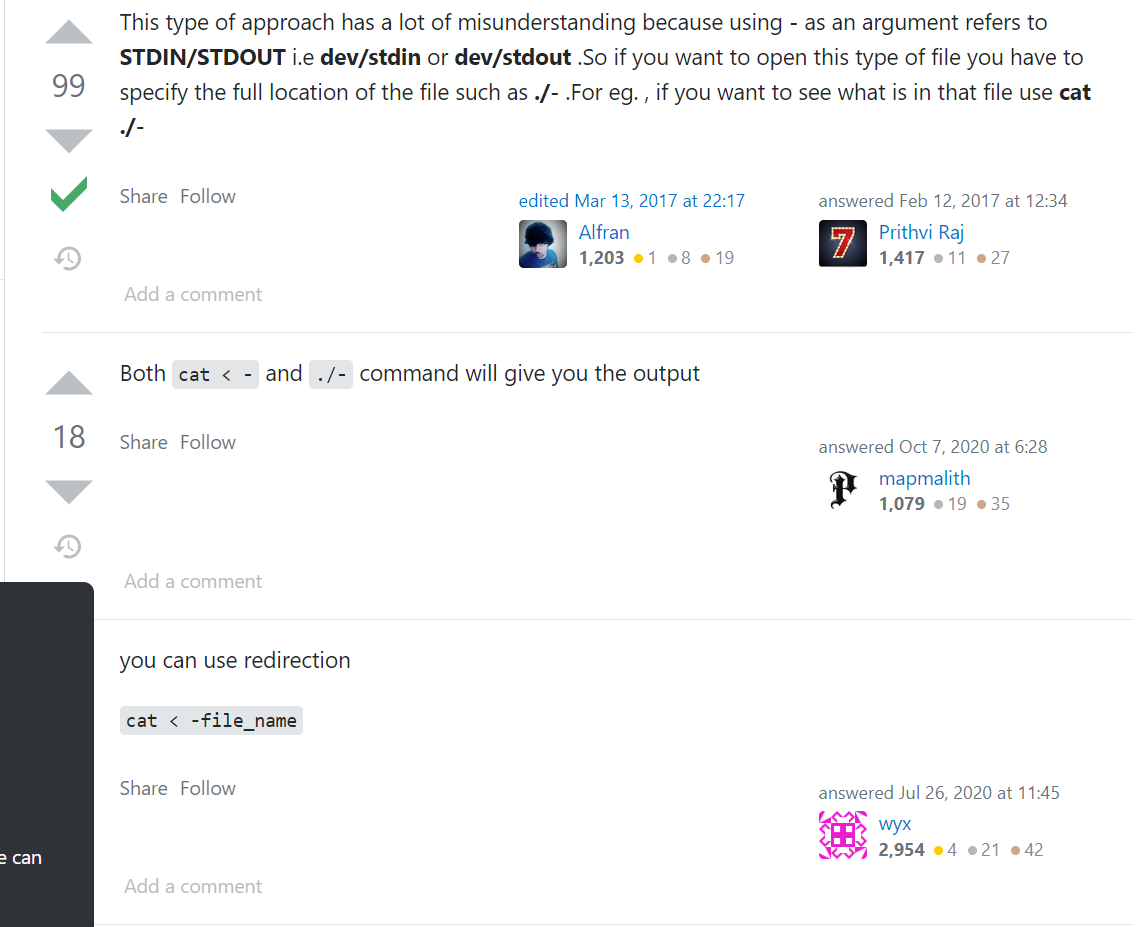 This type of approach has a lot of misunderstanding because using - as an argument refers to
STDIN/STDOUT i.e dev/stdin or dev/stdout .So if you want to open this type of file you have to
specify the full location of the file such as ./- .For eg. , if you want to see what is in that file use cat
./-
99
Share Follow
edited Mar 13, 2017 at 22:17
Alfran
1,203 1 8 19
answered Feb 12, 2017 at 12:34
7
Prithvi Raj
1,417 11 27
Add a comment
Both cat < - and ./- command will give you the output
18
Share Follow
answered Oct 7, 2020 at 6:28
P
mapmalith
1,079 19 35
Add a comment
you can use redirection
cat < -file_name
Share Follow
answered Jul 26, 2020 at 11:45
wyx
2,954 4 21 42
e can
Add a comment